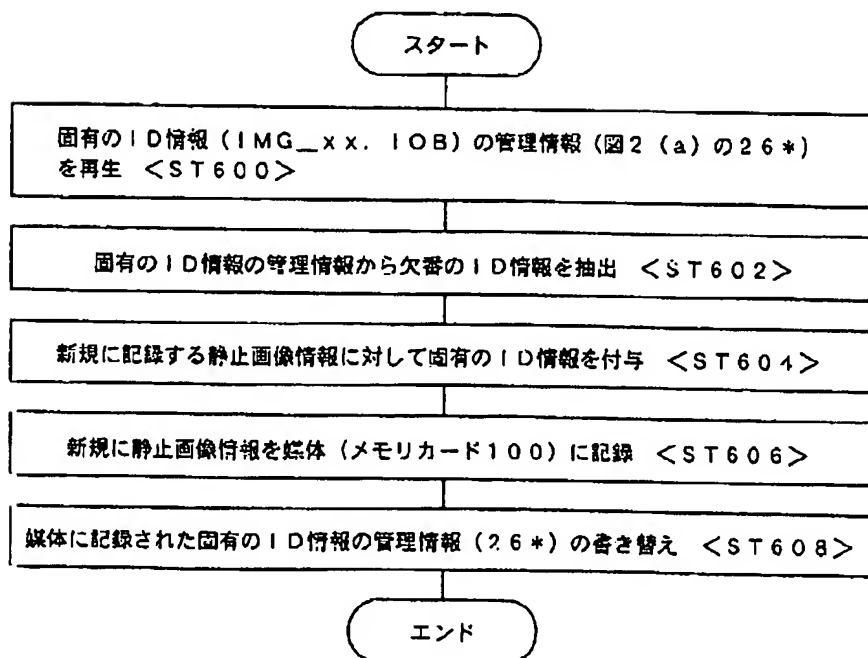 スタート
固有のID情報（IMG_xx．IOB）の管理情報（図2（a）の26*）
を再生　<ST600>
固有のID情報の管理情報から欠番のID情報を抽出　<ST602>
新規に記録する静止画像情報に対して固有のID情報を付与　<ST604>
新規に静止画像情報を媒体（メモリカード100）に記録　<ST606>
媒体に記録された固有のID情報の管理情報（26*）の書き替え　<ST608>
エンド